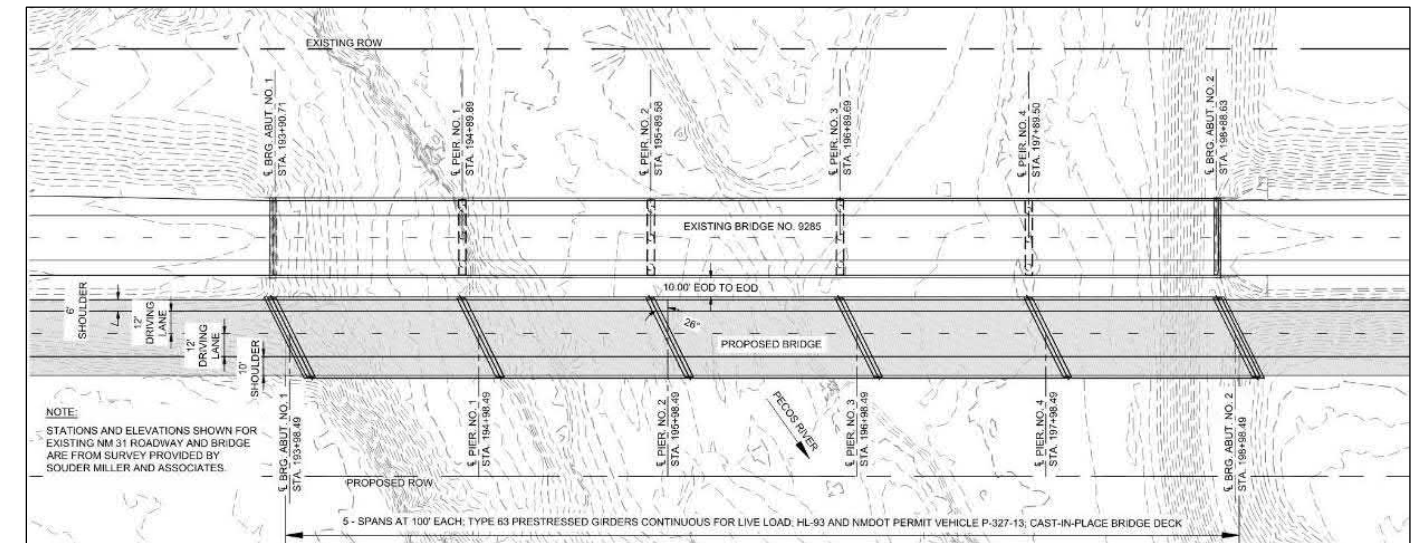 EXISTING ROW
℄ BRG. ABUT. NO. 1
STA. 193+90.71
℄ PEIR. NO. 1
STA. 194+89.89
℄ PEIR. NO. 2
STA. 195+89.58
℄ PEIR. NO. 3
STA. 196+89.69
℄ PEIR. NO. 4
STA. 197+89.50
℄ BRG. ABUT. NO. 2
STA. 198+88.63
EXISTING BRIDGE NO. 9285
10.00' EOD TO EOD
6'
SHOULDER
12'
DRIVING
LANE
12'
DRIVING
LANE
10'
SHOULDER
26°
PROPOSED BRIDGE
PECOS RIVER
NOTE:
STATIONS AND ELEVATIONS SHOWN FOR
EXISTING NM 31 ROADWAY AND BRIDGE
ARE FROM SURVEY PROVIDED BY
SOUDER MILLER AND ASSOCIATES.
℄ BRG. ABUT. NO. 1
STA. 193+98.49
℄ PIER. NO. 1
STA. 194+98.49
℄ PIER. NO. 2
STA. 195+98.49
℄ PIER. NO. 3
STA. 196+98.49
℄ PIER. NO. 4
STA. 197+98.49
℄ BRG. ABUT. NO. 2
STA. 198+98.49
PROPOSED ROW
5 - SPANS AT 100' EACH; TYPE 63 PRESTRESSED GIRDERS CONTINUOUS FOR LIVE LOAD; HL-93 AND NMDOT PERMIT VEHICLE P-327-13; CAST-IN-PLACE BRIDGE DECK